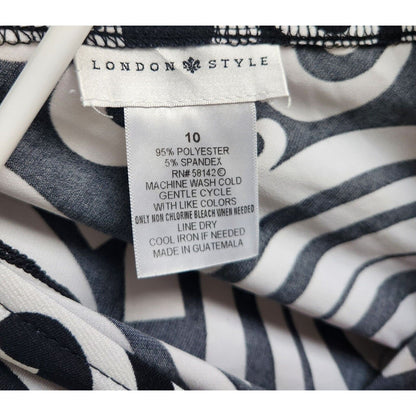 LONDON STYLE
10
95% POLYESTER
5% SPANDEX
RN# 58142©
MACHINE WASH COLD
GENTLE CYCLE
WITH LIKE COLORS
ONLY NON CHLORINE BLEACH WHEN NEEDED
LINE DRY
COOL IRON IF NEEDED
MADE IN GUATEMALA